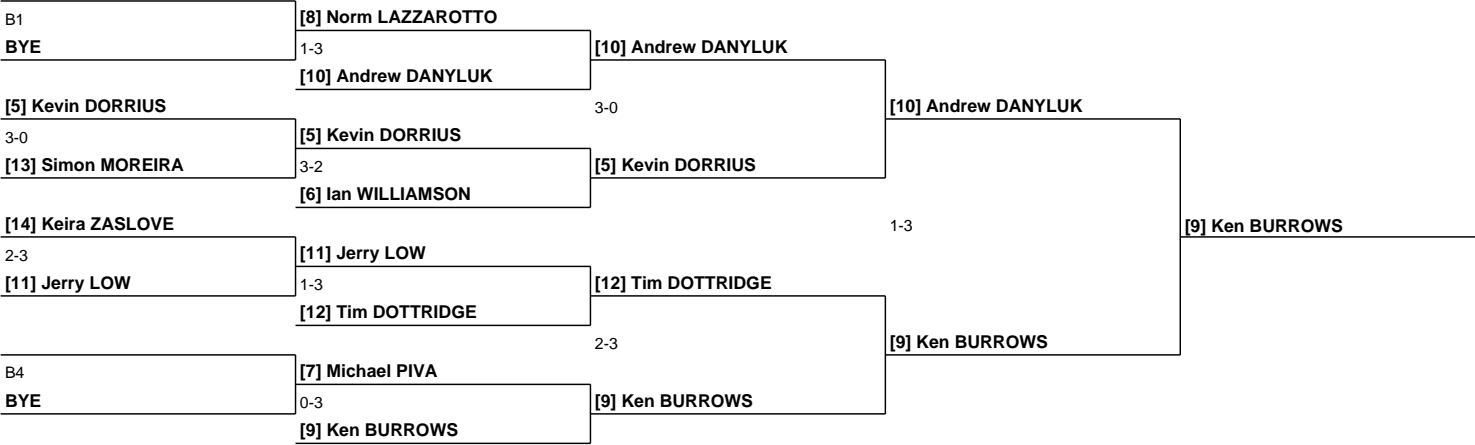 [8] Norm LAZZAROTTO
B1
BYE
1-3
[10] Andrew DANYLUK
[10] Andrew DANYLUK
[5] Kevin DORRIUS
3-0
[10] Andrew DANYLUK
3-0
[5] Kevin DORRIUS
[13] Simon MOREIRA
3-2
[5] Kevin DORRIUS
[6] Ian WILLIAMSON
[14] Keira ZASLOVE
1-3
[9] Ken BURROWS
2-3
[11] Jerry LOW
[11] Jerry LOW
1-3
[12] Tim DOTTRIDGE
[12] Tim DOTTRIDGE
2-3
[9] Ken BURROWS
B4
[7] Michael PIVA
BYE
0-3
[9] Ken BURROWS
[9] Ken BURROWS